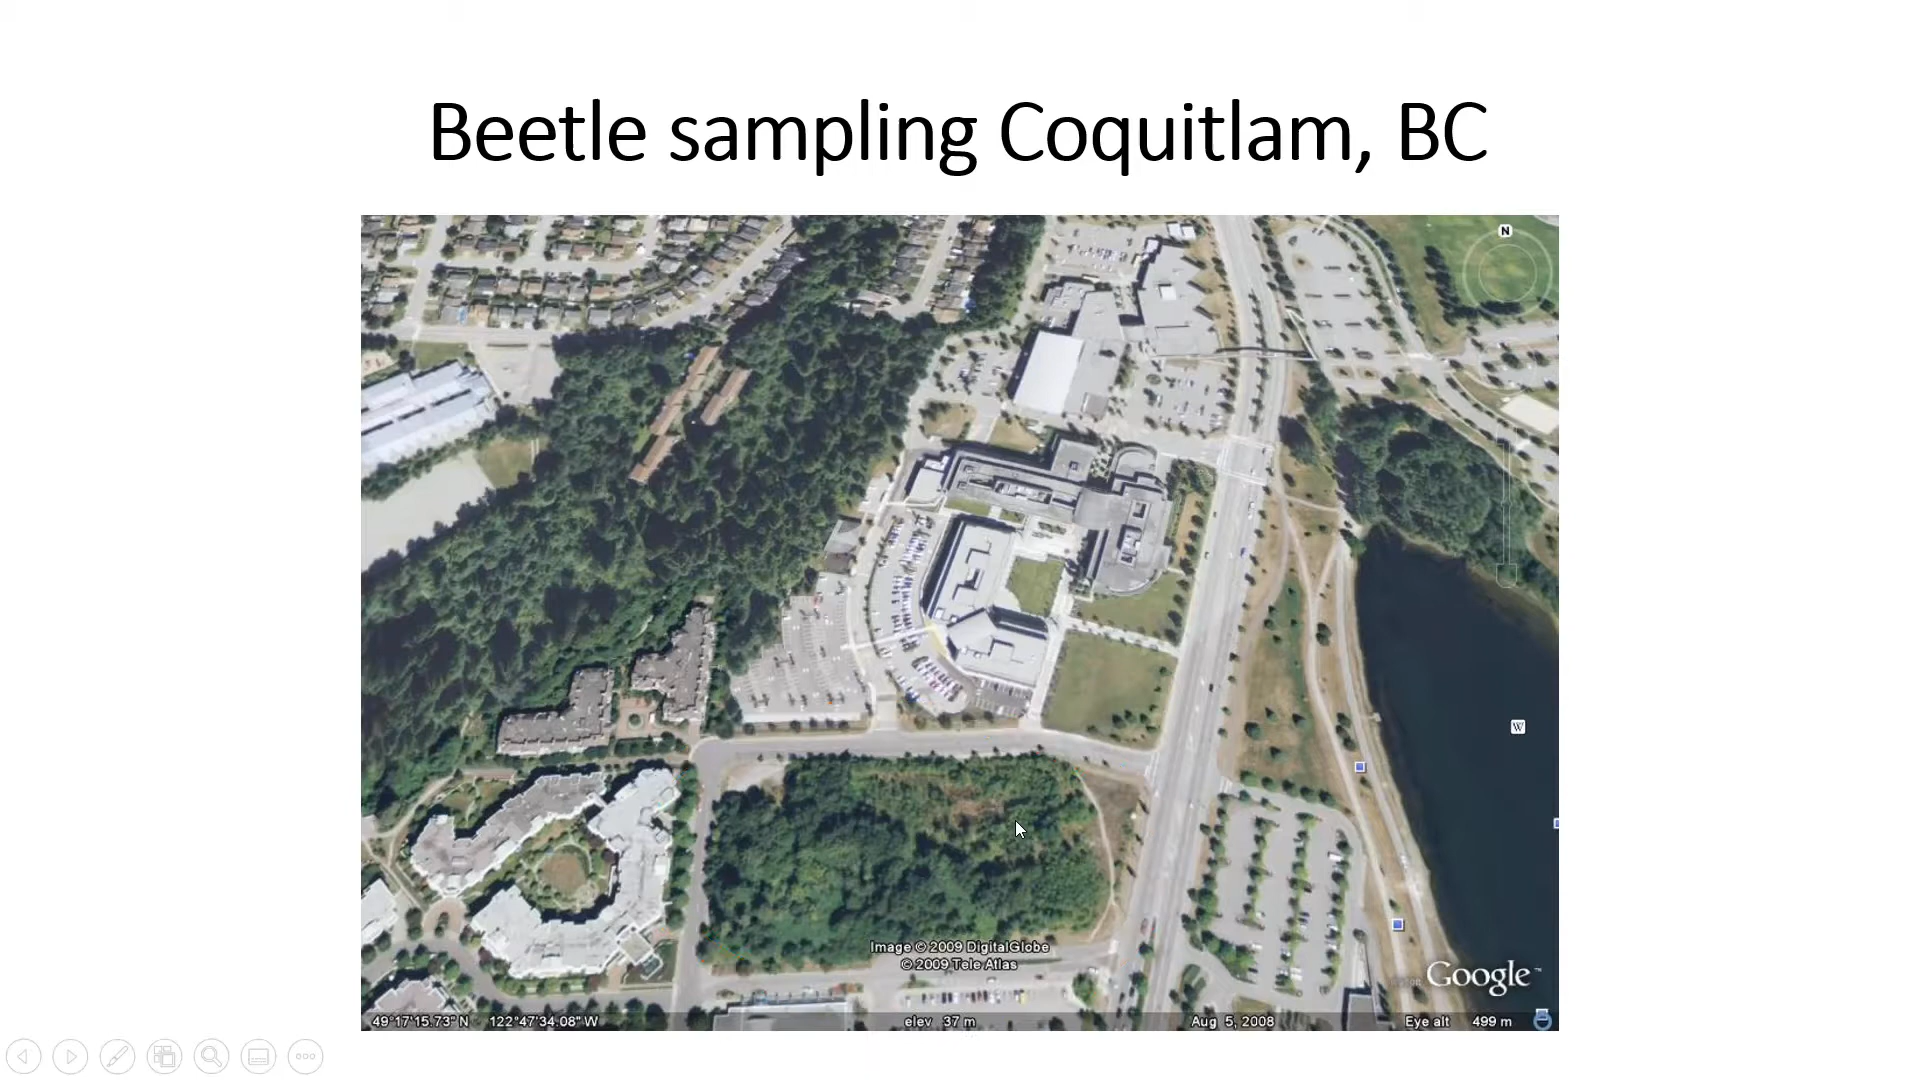 Beetle sampling Coquitlam, BC
N
W
Image © 2009 DigitalGlobe
© 2009 Tele Atlas
Google™
49°17'15.73" N 122°47'34.08" W elev 37 m Aug 5, 2008 Eye alt 499 m